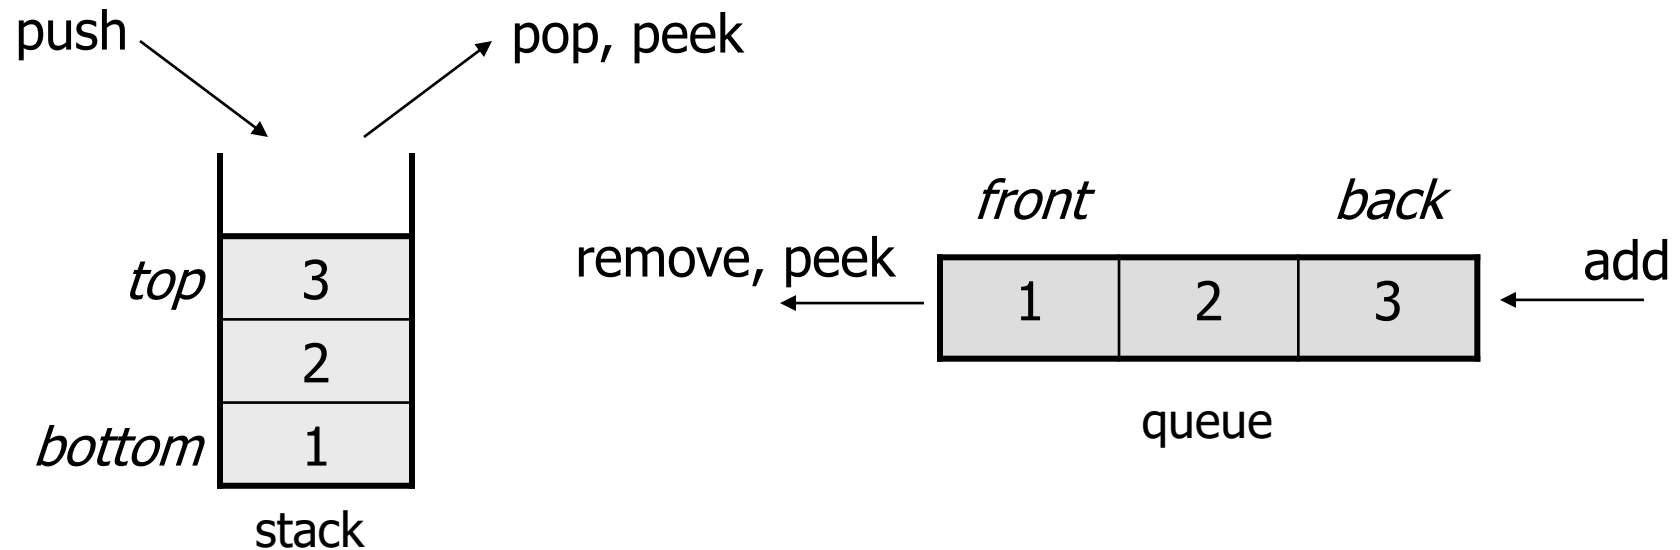 push
pop, peek
top
3
2
bottom
1
stack
front
back
remove, peek
1
2
3
add
queue